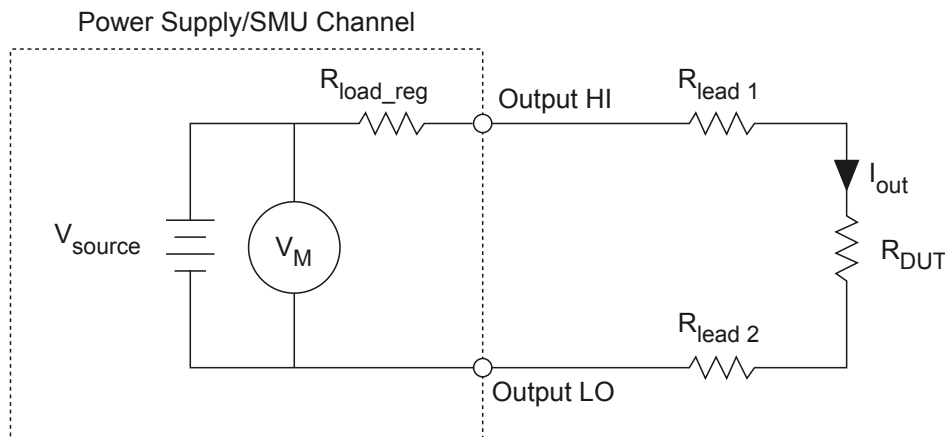 Power Supply/SMU Channel
R_load_reg
Output HI
R_lead 1
I_out
V_source
V_M
R_DUT
R_lead 2
Output LO